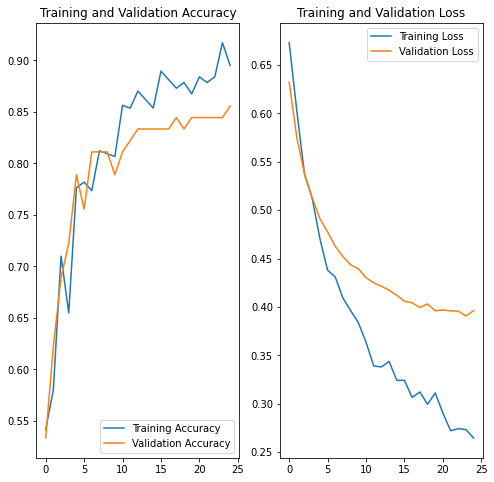 Training and Validation Accuracy
0.90
0.85
0.80
0.75
0.70
0.65
0.60
0.55
Training Accuracy
Validation Accuracy
0 5 10 15 20 25
Training and Validation Loss
Training Loss
Validation Loss
0.65
0.60
0.55
0.50
0.45
0.40
0.35
0.30
0.25
0 5 10 15 20 25